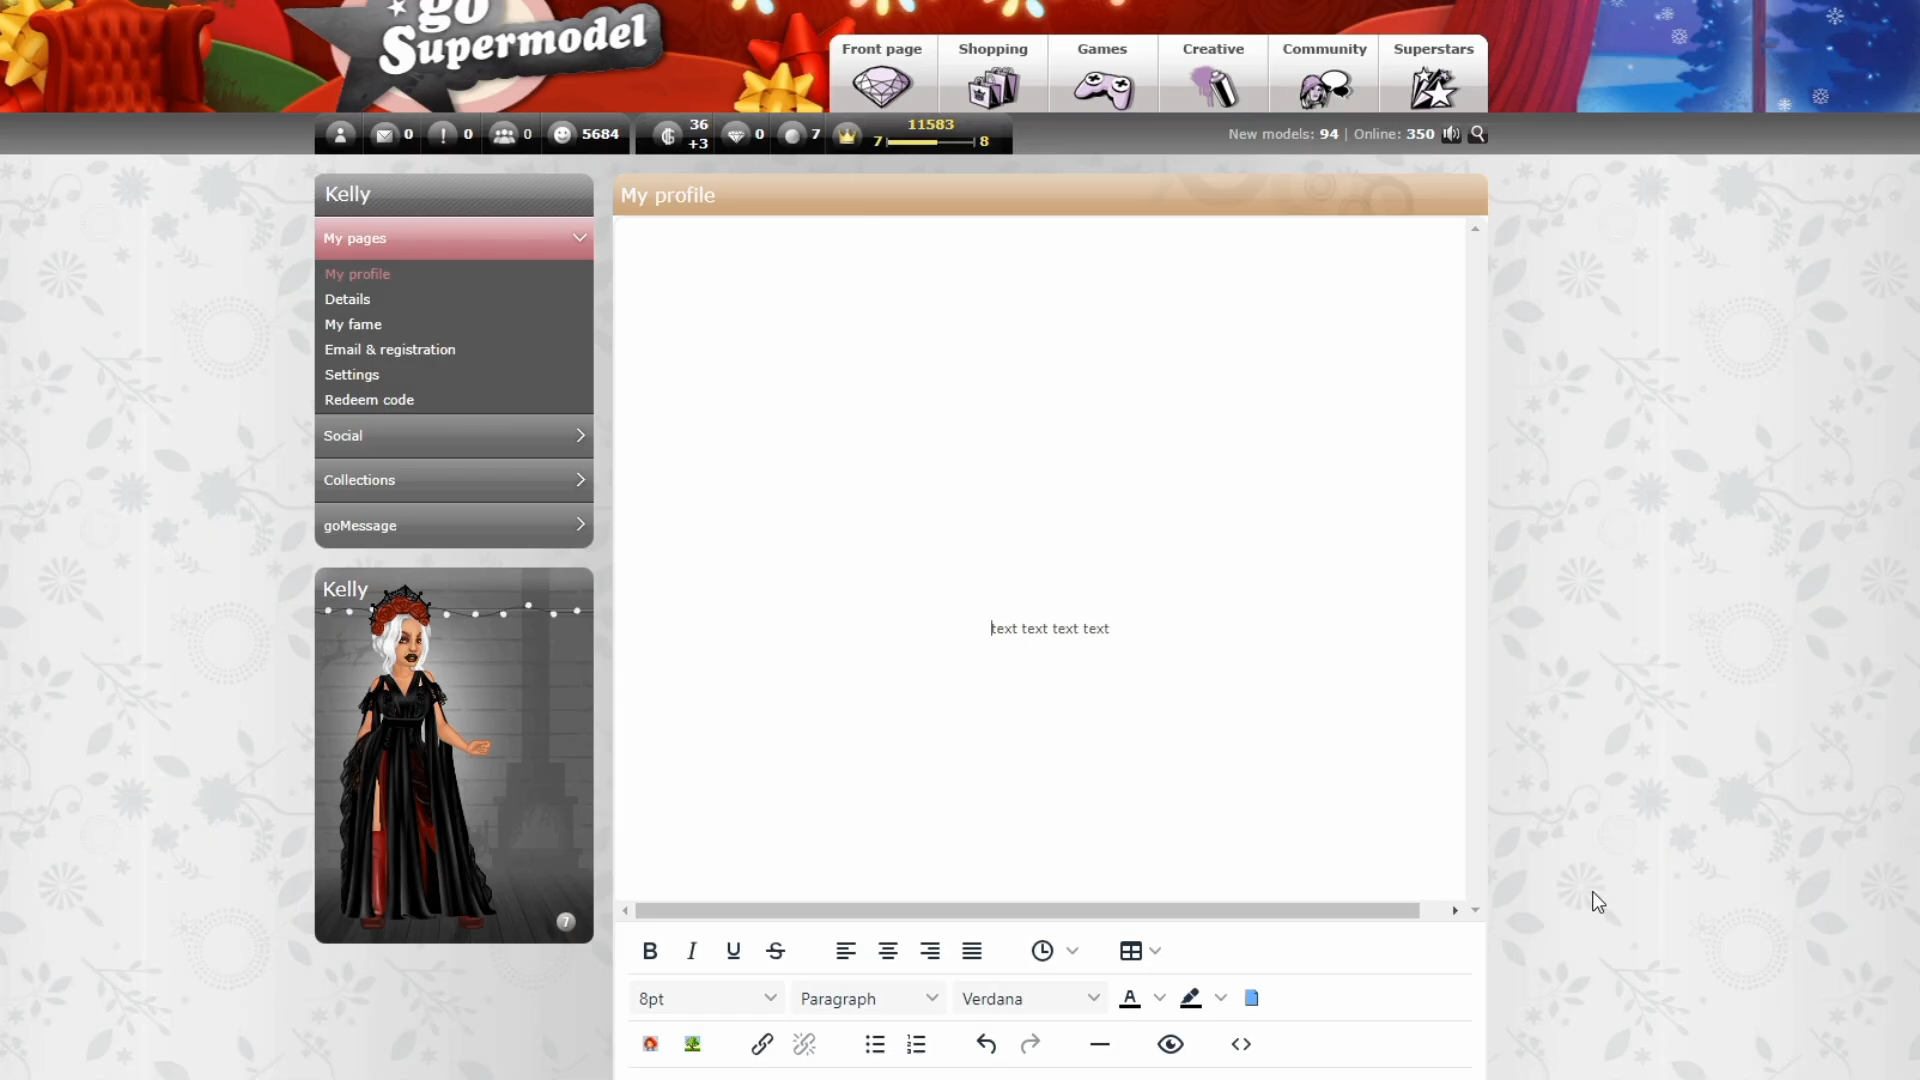 go
Supermodel
Front page
Shopping
Games
Creative
Community
Superstars
0
0
0
5684
36
+3
0
7
11583
7
8
New models: 94 | Online: 350
Kelly
My pages
My profile
Details
My fame
Email & registration
Settings
Redeem code
Social
Collections
goMessage
Kelly
7
My profile
text text text text
B I U S
8pt
Paragraph
Verdana
A